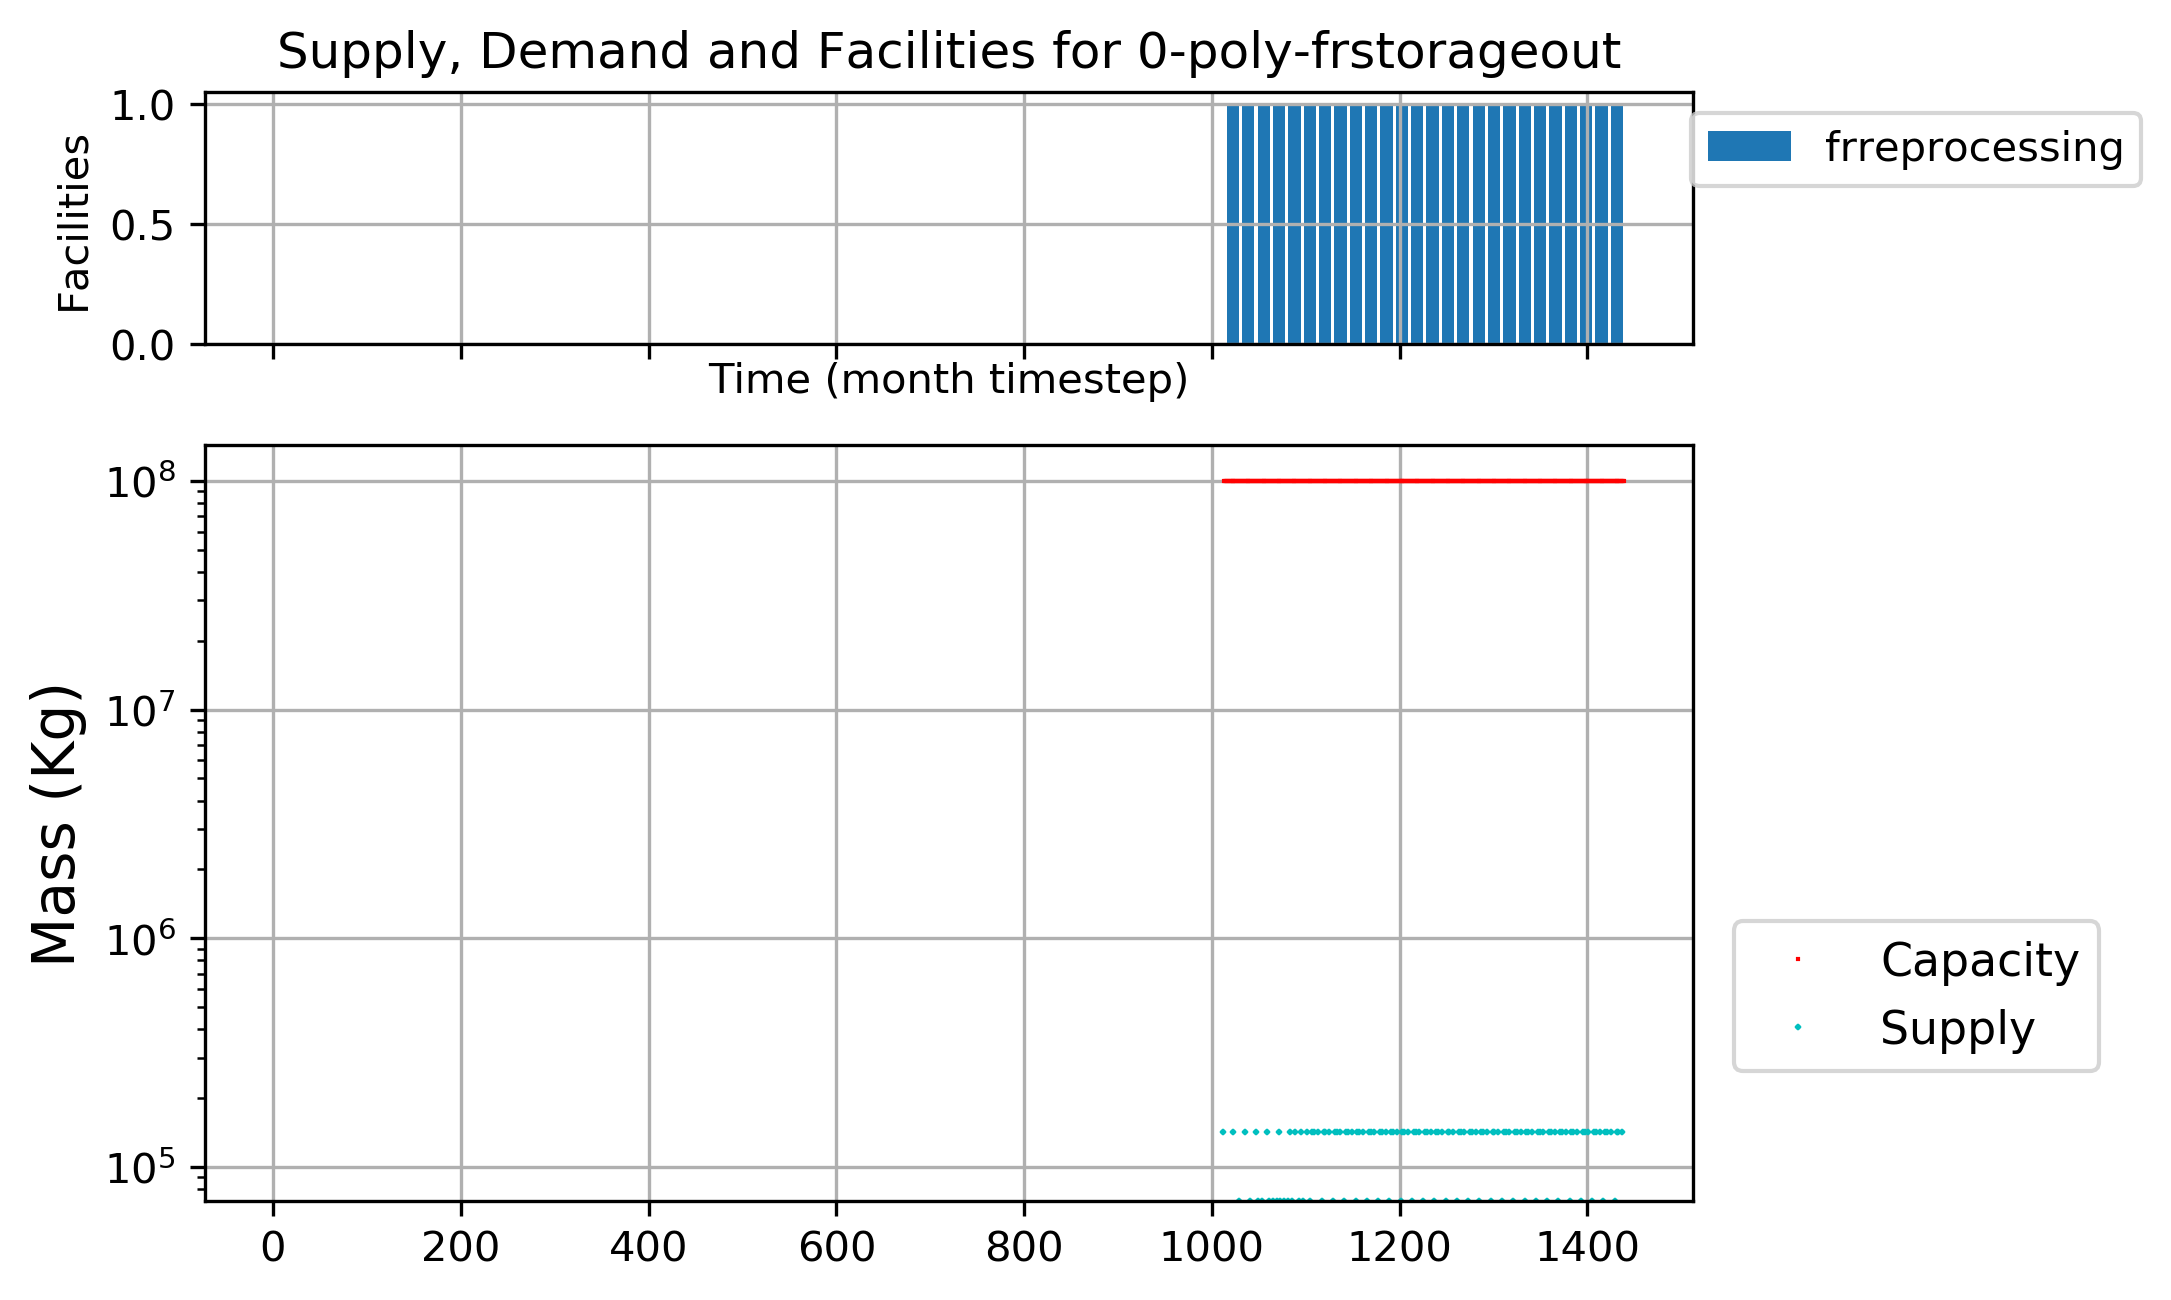 Supply, Demand and Facilities for 0-poly-frstorageout
1.0
0.5
0.0
Facilities
frreprocessing
Time (month timestep)
10^8
10^7
10^6
10^5
Mass (Kg)
Capacity
Supply
0 200 400 600 800 1000 1200 1400